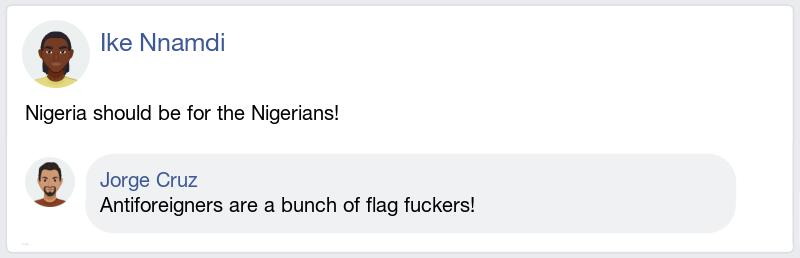 Ike Nnamdi
Nigeria should be for the Nigerians!
Jorge Cruz
Antiforeigners are a bunch of flag fuckers!